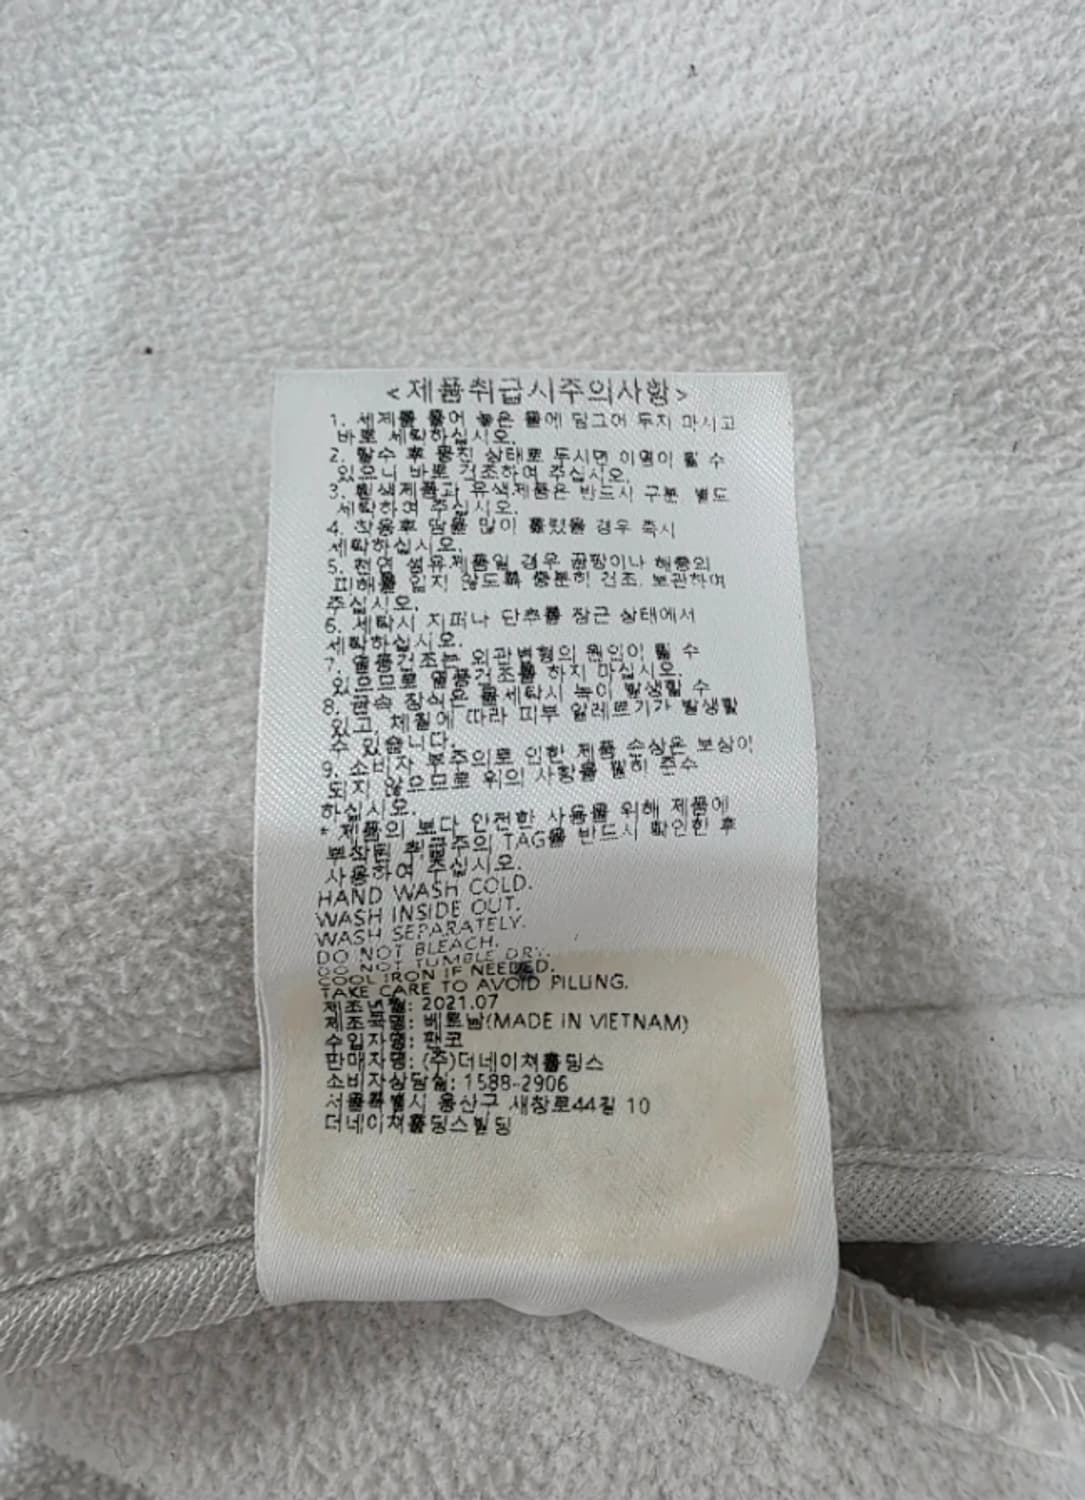 <제품취급시주의사항>
1. 세제를 풀어 놓은 물에 담그어 두지 마시고
바로 세탁하십시오.
2. 탈수 후 뭉친 상태로 두시면 이염이 될 수
있으니 바로 건조하여 주십시오.
3. 흰색제품과 유색제품은 반드시 구분 별도
세탁하여 주십시오.
4. 착용후 땀을 많이 흘렸을 경우 즉시
세탁하십시오.
5. 천연 섬유제품일 경우 곰팡이나 해충의
피해를 입지 않도록 충분히 건조, 보관하여
주십시오.
6. 세탁시 지퍼나 단추를 잠근 상태에서
세탁하십시오.
7. 열풍건조는 외관변형의 원인이 될 수
있으므로 열풍건조를 하지 마십시오.
8. 금속 장식은 물세탁시 녹이 발생할 수
있고, 체질에 따라 피부 알레르기가 발생할
수 있습니다.
9. 소비자 부주의로 인한 제품 손상은 보상이
되지 않으므로 위의 사항을 필히 준수
하십시오.
* 제품의 보다 안전한 사용을 위해 제품에
부착된 취급주의 TAG를 반드시 확인한 후
사용하여 주십시오.
HAND WASH COLD.
WASH INSIDE OUT.
WASH SEPARATELY.
DO NOT BLEACH.
DO NOT TUMBLE DRY.
COOL IRON IF NEEDED.
TAKE CARE TO AVOID PILLING.
제조년월: 2021.07
제조국명: 베트남(MADE IN VIETNAM)
수입자명: 팬코
판매자명: (주)더네이쳐홀딩스
소비자상담실: 1588-2906
서울특별시 용산구 새창로44길 10
더네이쳐홀딩스빌딩